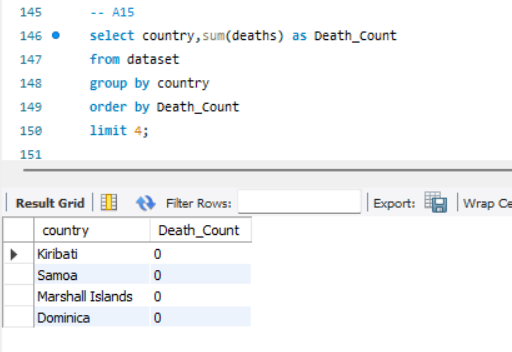 145
146 -- A15
select country,sum(deaths) as Death_Count
147 from dataset
148 group by country
149 order by Death_Count
150 limit 4;
151
Result Grid Filter Rows: Export: Wrap Ce
country Death_Count
Kiribati 0
Samoa 0
Marshall Islands 0
Dominica 0